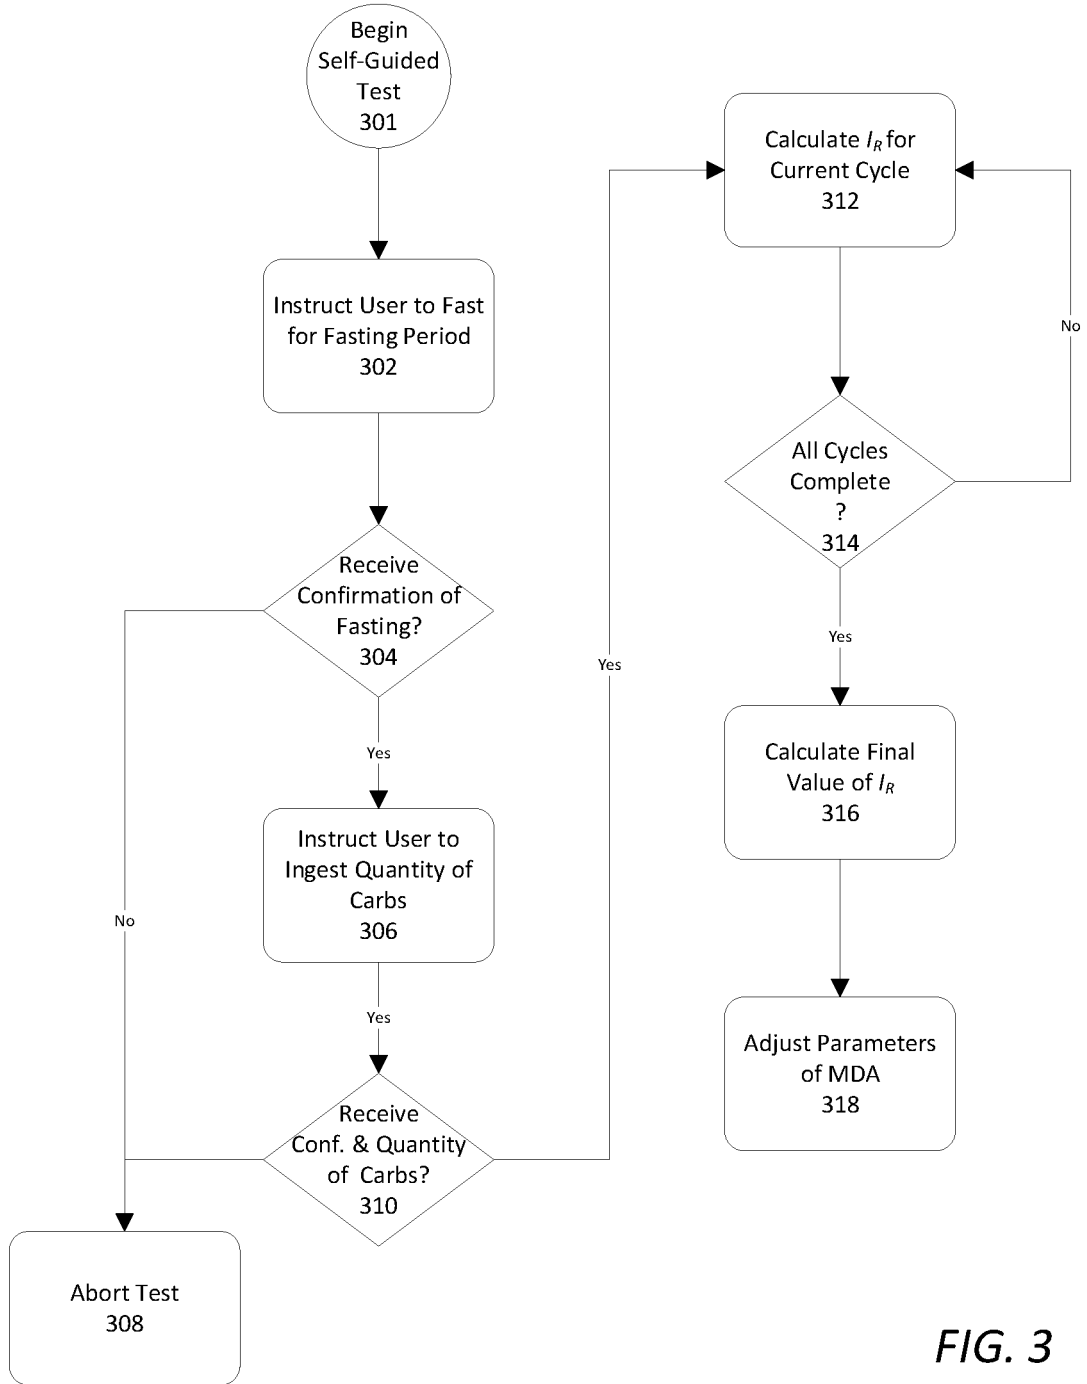 Begin
Self-Guided
Test
301
Instruct User to Fast
for Fasting Period
302
Receive
Confirmation of
Fasting?
304
Yes
No
Instruct User to
Ingest Quantity of
Carbs
306
Yes
Receive
Conf. & Quantity
of Carbs?
310
Abort Test
308
Yes
Calculate I_R for
Current Cycle
312
No
All Cycles
Complete
?
314
Yes
Calculate Final
Value of I_R
316
Adjust Parameters
of MDA
318
FIG. 3